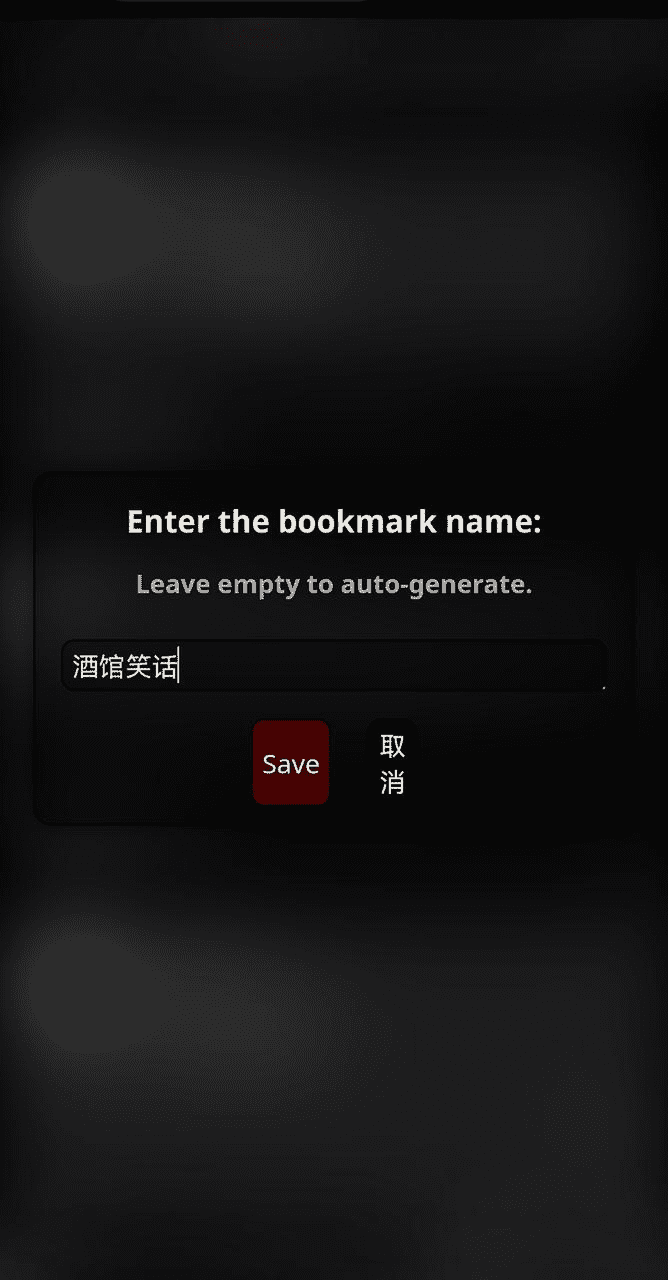 Enter the bookmark name:
Leave empty to auto-generate.
酒馆笑话
Save
取
消